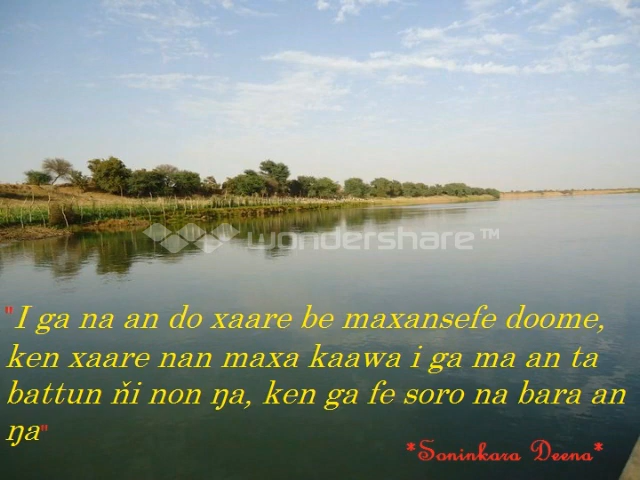 wondershare™
"I ga na an do xaare be maxansefe doome,
ken xaare nan maxa kaawa i ga ma an ta
battun ňi non ŋa, ken ga fe soro na bara an
ŋa"
*Soninkara Deena*